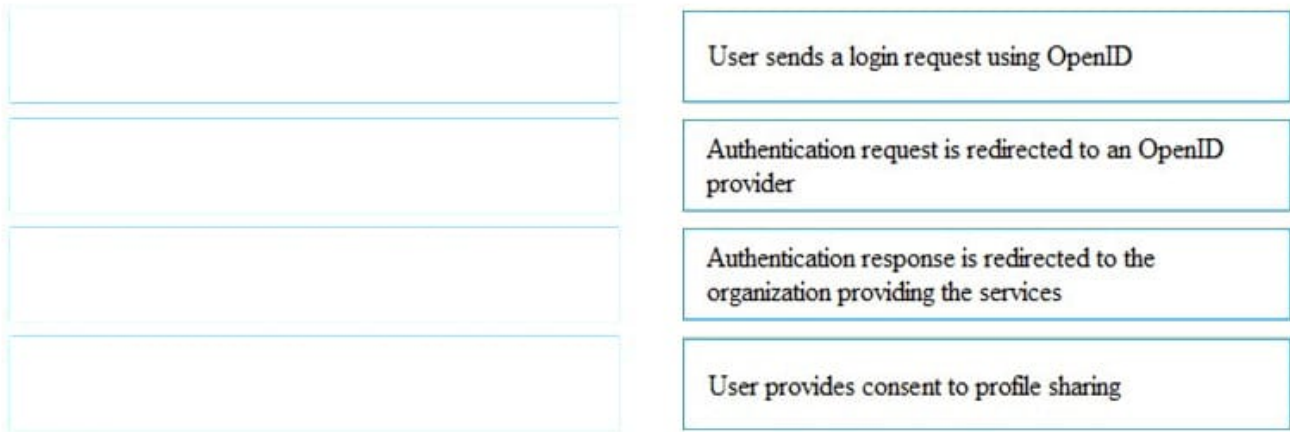 User sends a login request using OpenID
Authentication request is redirected to an OpenID
provider
Authentication response is redirected to the
organization providing the services
User provides consent to profile sharing